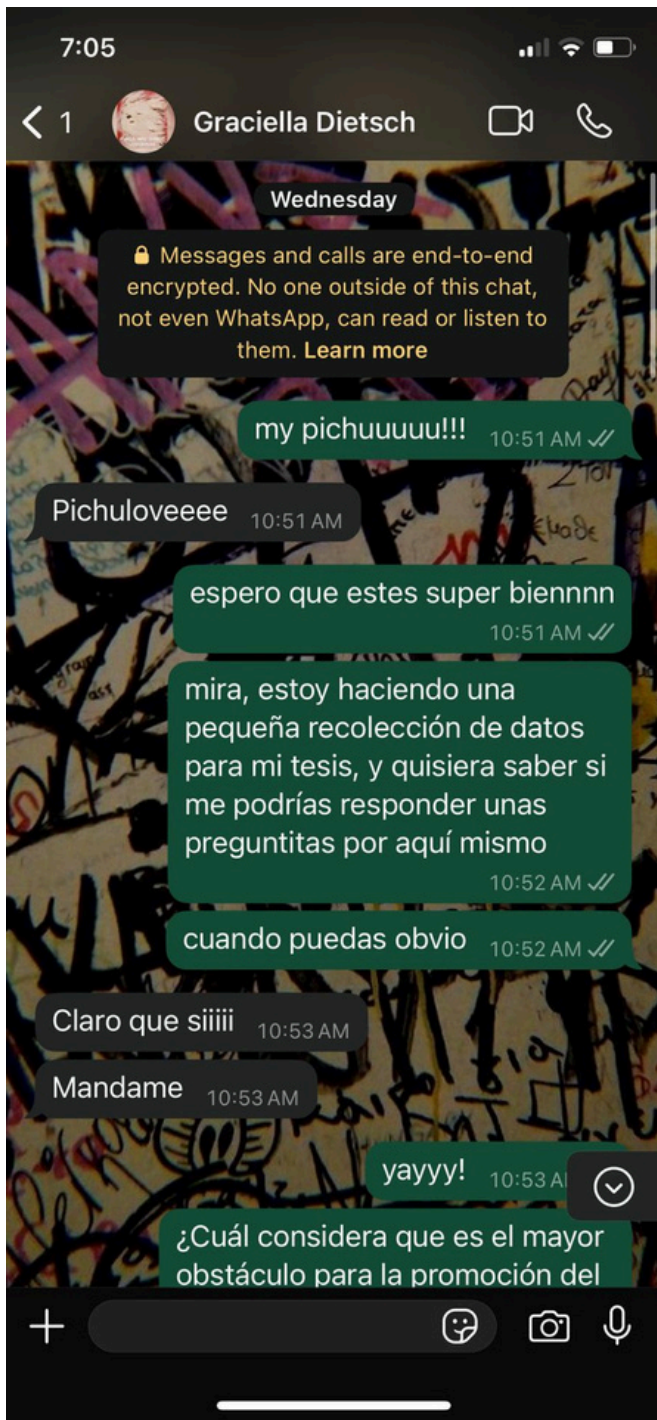 7:05
1 Graciella Dietsch
Wednesday
Messages and calls are end-to-end
encrypted. No one outside of this chat,
not even WhatsApp, can read or listen to
them. Learn more
my pichuuuuu!!! 10:51 AM
Pichuloveeee 10:51 AM
espero que estes super biennnn
10:51 AM
mira, estoy haciendo una
pequeña recolección de datos
para mi tesis, y quisiera saber si
me podrías responder unas
preguntitas por aquí mismo
10:52 AM
cuando puedas obvio 10:52 AM
Claro que siiiii 10:53 AM
Mandame 10:53 AM
yayyy! 10:53
¿Cuál considera que es el mayor
obstáculo para la promoción del